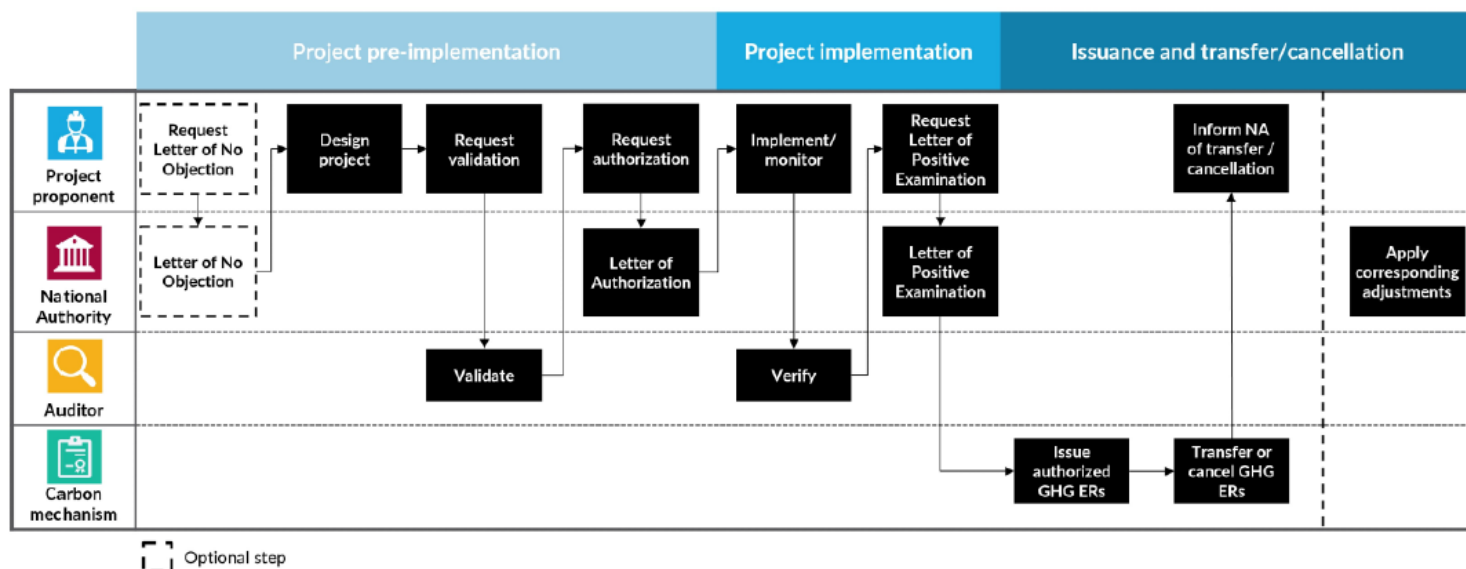 Project pre-implementation
Project implementation
Issuance and transfer/cancellation
Project
proponent
Request
Letter of No
Objection
Design
project
Request
validation
Request
authorization
Implement/
monitor
Request
Letter of
Positive
Examination
Inform NA
of transfer /
cancellation
National
Authority
Letter of No
Objection
Letter of
Authorization
Letter of
Positive
Examination
Apply
corresponding
adjustments
Auditor
Validate
Verify
Carbon
mechanism
Issue
authorized
GHG ERs
Transfer or
cancel GHG
ERs
Optional step